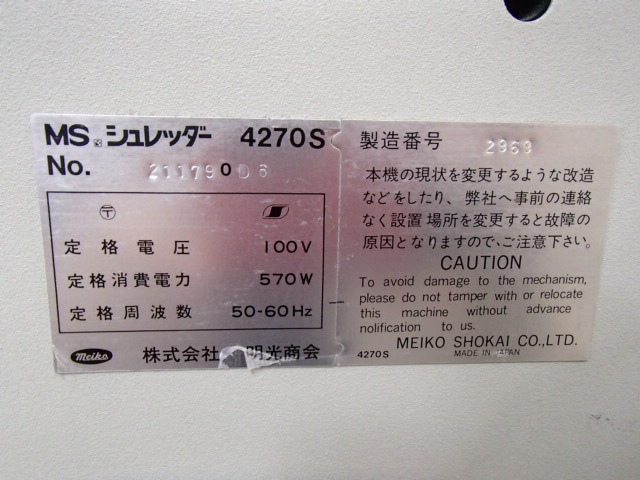 MS シュレッダー 4270S
No. 21179006
〒
定格電圧 100V
定格消費電力 570W
定格周波数 50-60Hz
Meiko 株式会社 明光商会
製造番号 2969
本機の現状を変更するような改造
などをしたり、弊社へ事前の連絡
なく設置場所を変更すると故障の
原因となりますので、ご注意下さい。
CAUTION
To avoid damage to the mechanism,
please do not tamper with or relocate
this machine without advance
nolification to us.
MEIKO SHOKAI CO.,LTD.
4270S MADE IN JAPAN